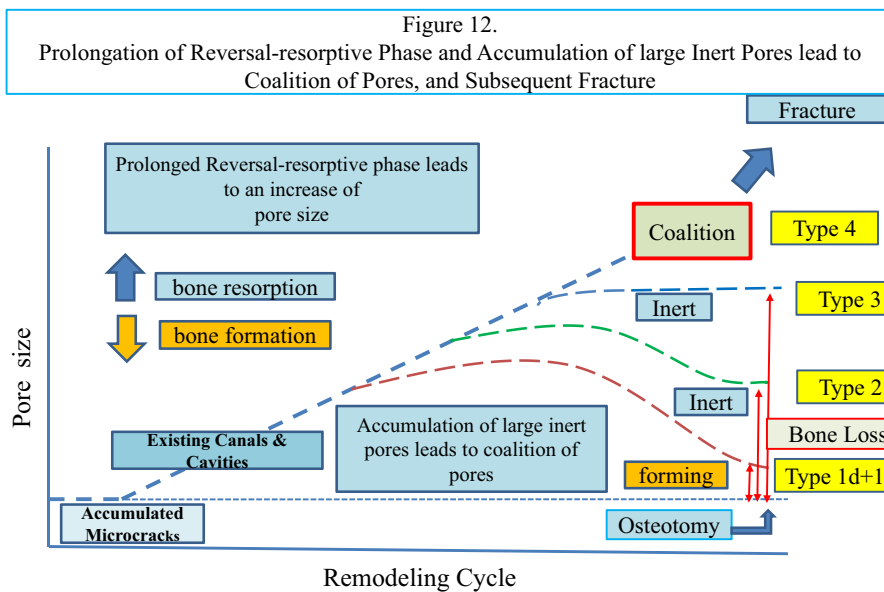 Figure 12.
Prolongation of Reversal-resorptive Phase and Accumulation of large Inert Pores lead to
Coalition of Pores, and Subsequent Fracture
Fracture
Prolonged Reversal-resorptive phase leads
to an increase of
pore size
Coalition
Type 4
bone resorption
Inert
Type 3
bone formation
Pore size
Type 2
Inert
Accumulation of large inert
pores leads to coalition of
pores
Existing Canals &
Cavities
Bone Loss
forming
Type 1d+1
Accumulated
Microcracks
Osteotomy
Remodeling Cycle